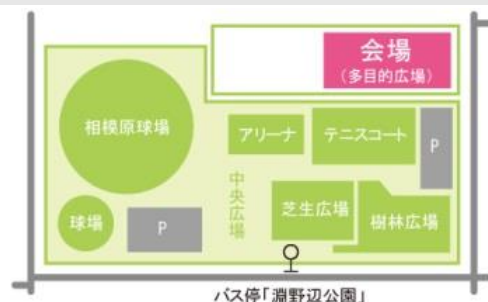 会場
(多目的広場)
相模原球場
アリーナ
テニスコート
P
中央広場
芝生広場
樹林広場
球場
P
バス停「淵野辺公園」